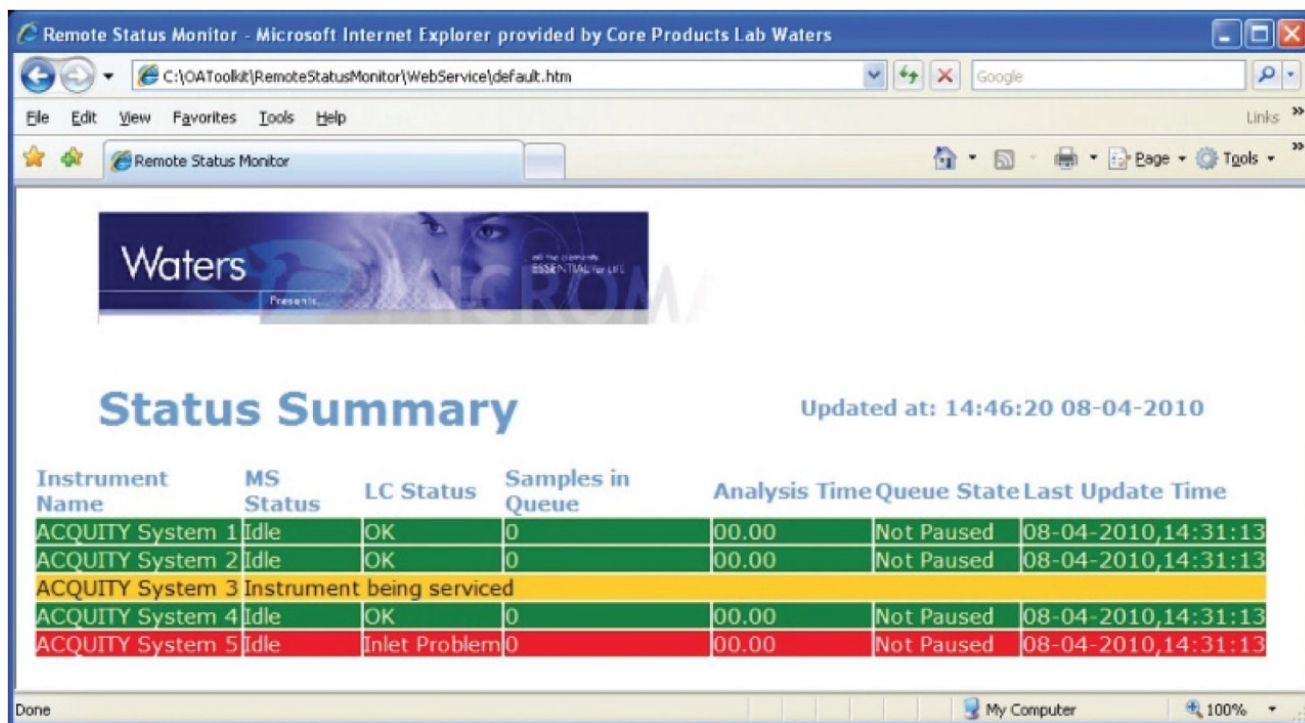 Remote Status Monitor - Microsoft Internet Explorer provided by Core Products Lab Waters
C:\OAToolkit\RemoteStatusMonitor\WebService\default.htm
Google
File Edit View Favorites Tools Help
Links »
Remote Status Monitor
Page Tools »
Waters
all the elements
ESSENTIAL for LIFE
Presents...
MICROMA
Status Summary
Updated at: 14:46:20 08-04-2010
Instrument Name MS Status LC Status Samples in Queue Analysis Time Queue State Last Update Time
ACQUITY System 1 Idle OK 0 00.00 Not Paused 08-04-2010,14:31:13
ACQUITY System 2 Idle OK 0 00.00 Not Paused 08-04-2010,14:31:13
ACQUITY System 3 Instrument being serviced
ACQUITY System 4 Idle OK 0 00.00 Not Paused 08-04-2010,14:31:13
ACQUITY System 5 Idle Inlet Problem 0 00.00 Not Paused 08-04-2010,14:31:13
Done
My Computer
100%